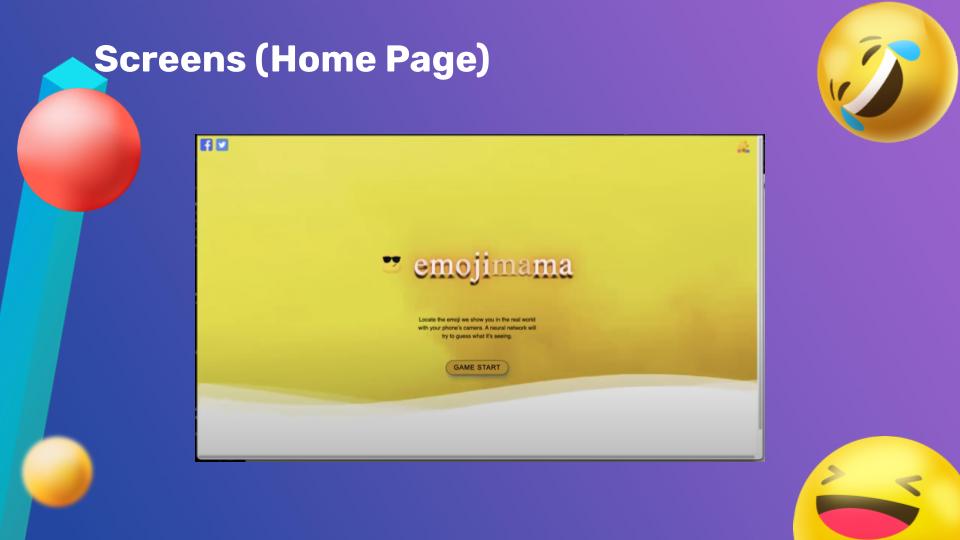 Screens (Home Page)
emojimama
Locate the emoji we show you in the real world
with your phone's camera. A neural network will
try to guess what it's seeing.
GAME START